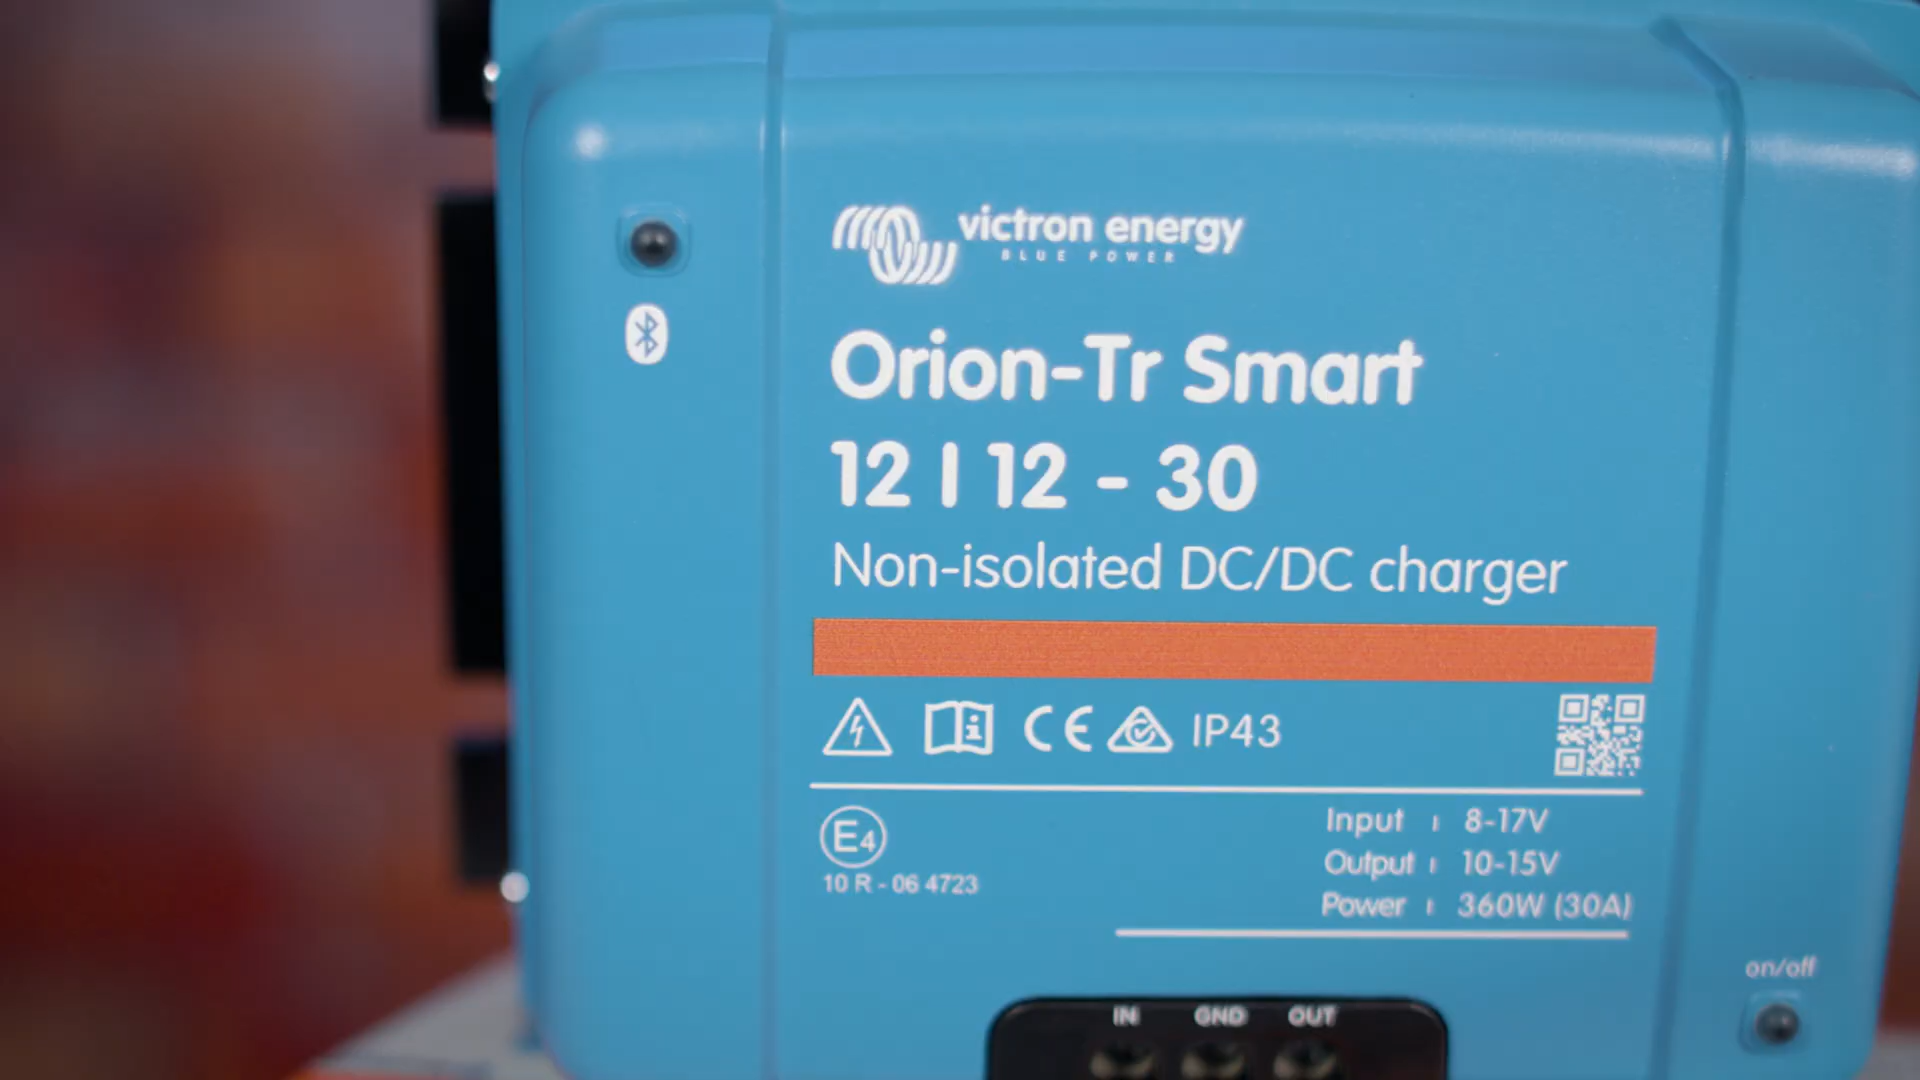 victron energy
BLUE POWER
Orion-Tr Smart
12 | 12 - 30
Non-isolated DC/DC charger
CE IP43
E4
10 R - 06 4723
Input : 8-17V
Output : 10-15V
Power : 360W (30A)
on/off
IN GND OUT